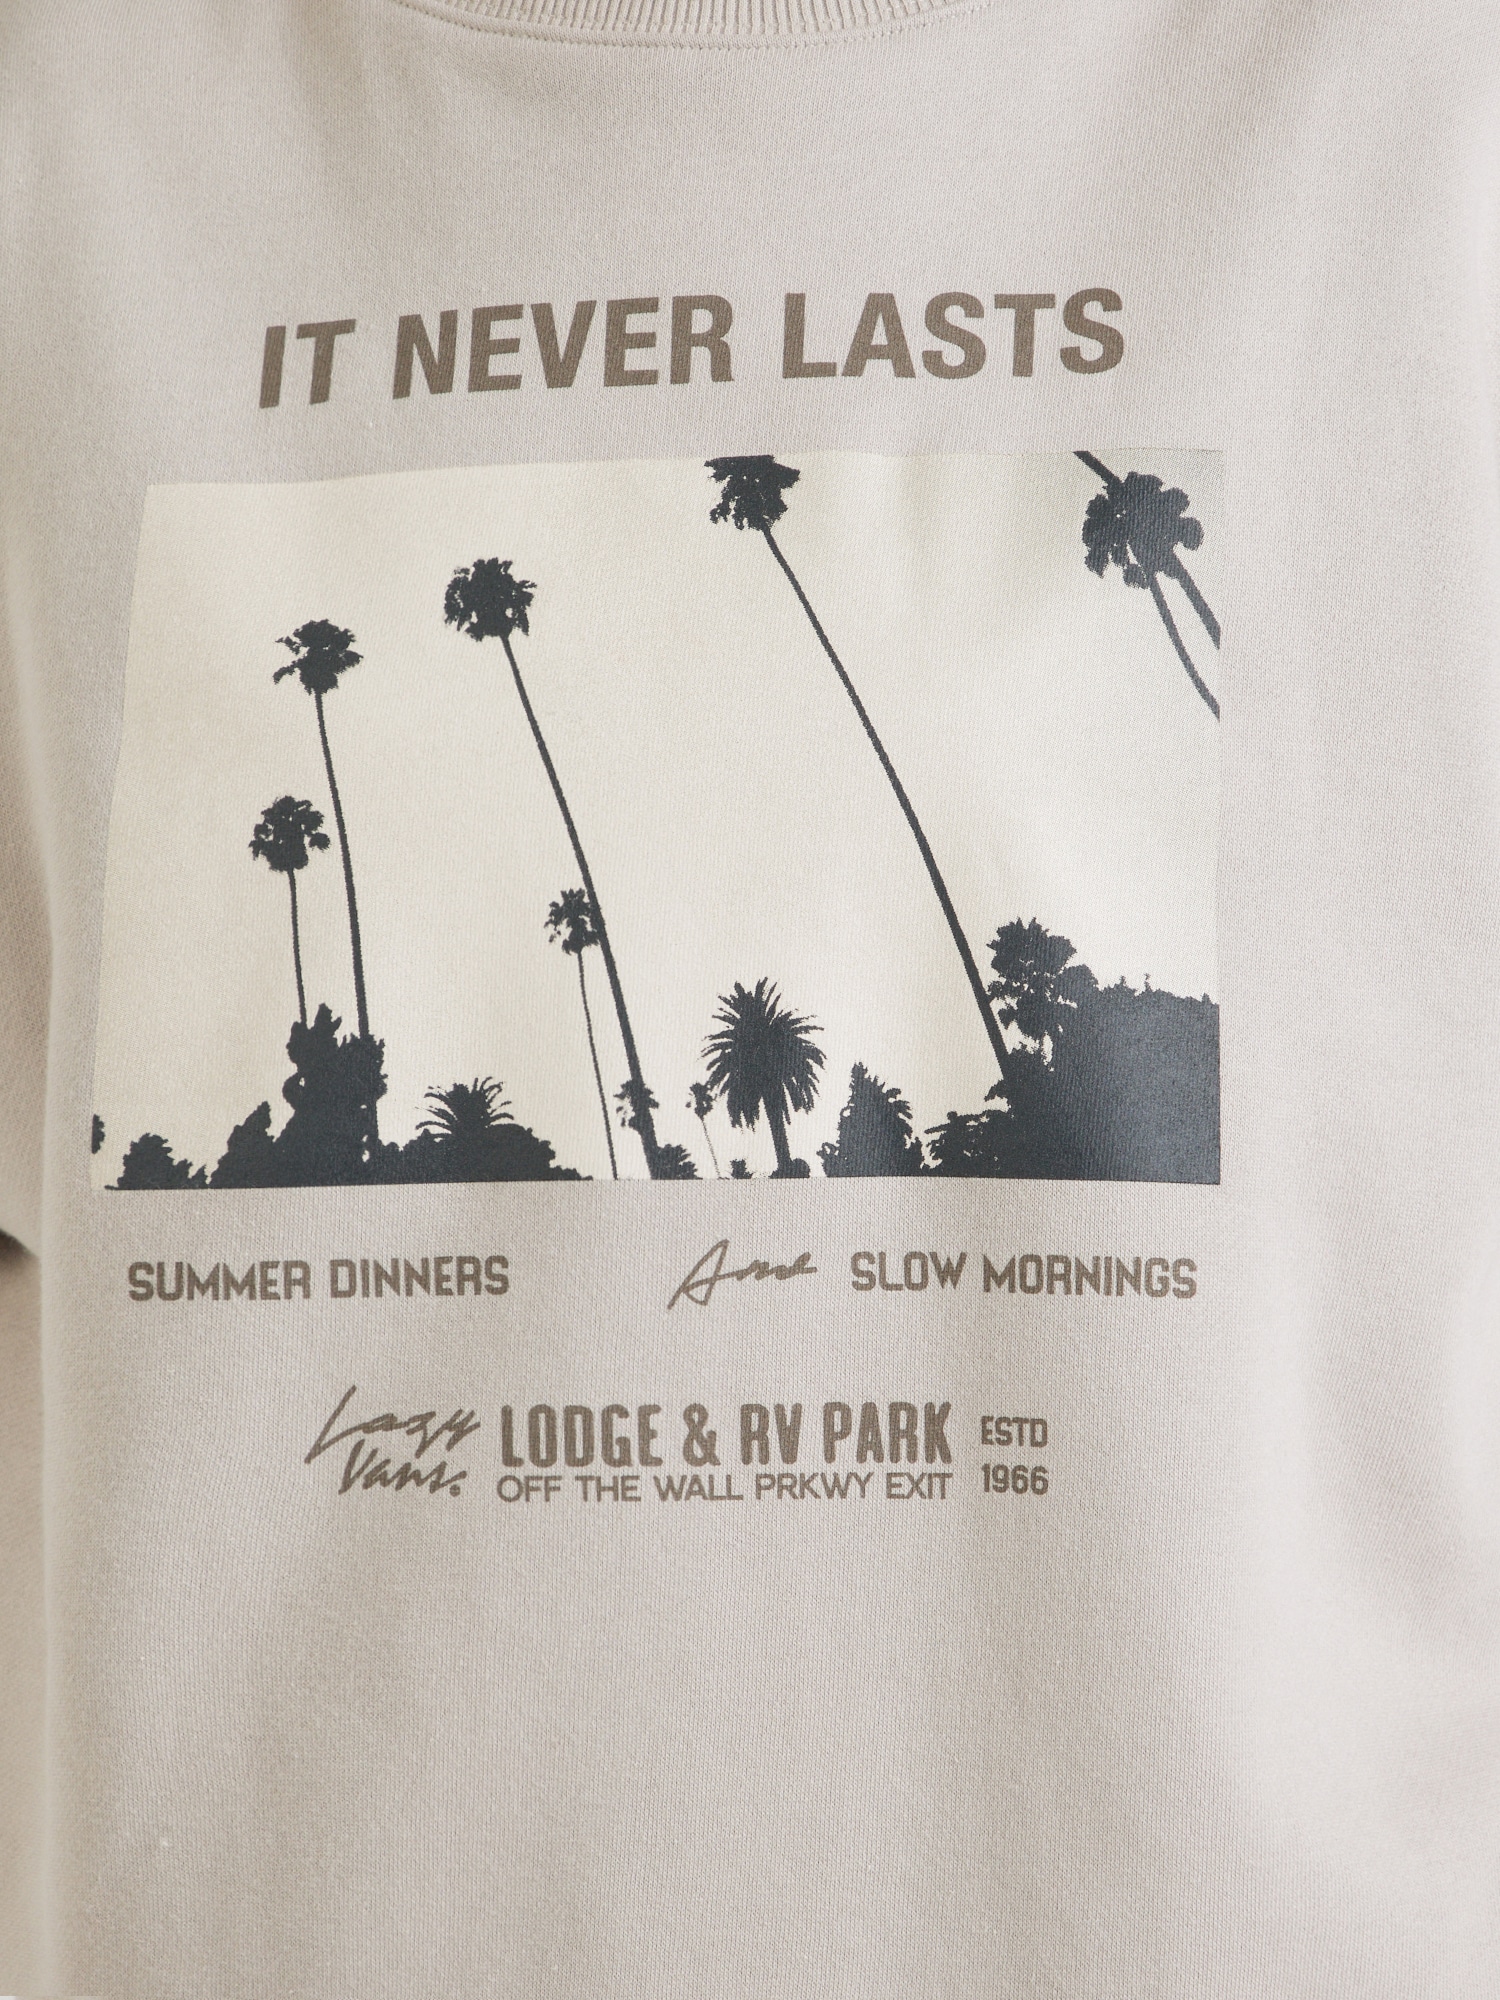 IT NEVER LASTS
SUMMER DINNERS And SLOW MORNINGS
Lazy Vans. LODGE & RV PARK ESTD
OFF THE WALL PRKWY EXIT 1966